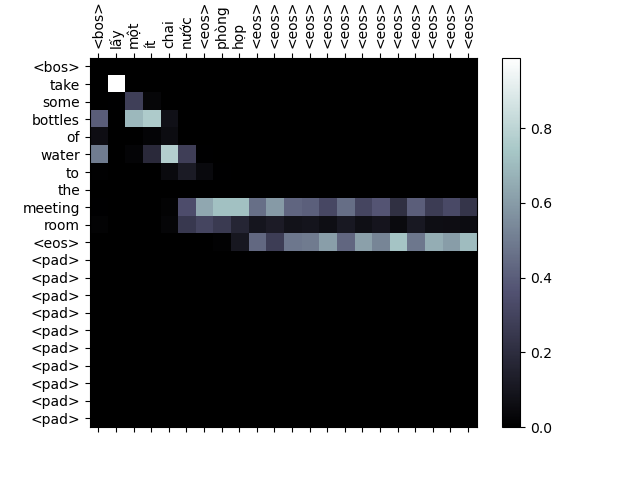 <bos>
lấy
một
ít
chai
nước
<eos>
phòng
họp
<eos>
<eos>
<eos>
<eos>
<eos>
<eos>
<eos>
<eos>
<eos>
<eos>
<eos>
<eos>
<eos>
<bos>
take
some
bottles
of
water
to
the
meeting
room
<eos>
<pad>
<pad>
<pad>
<pad>
<pad>
<pad>
<pad>
<pad>
<pad>
<pad>
0.8
0.6
0.4
0.2
0.0